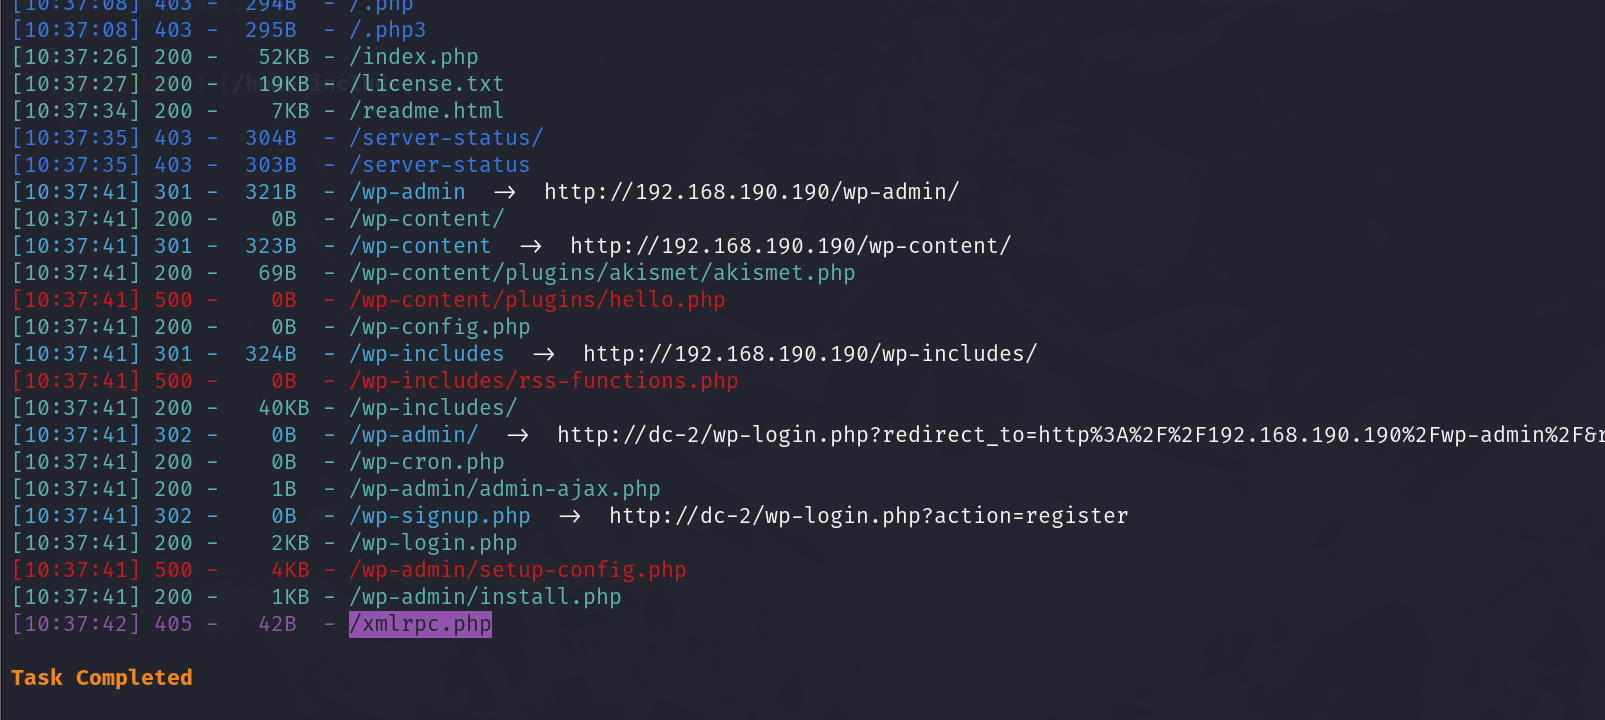 [10:37:08] 403 -  294B  - /.php
[10:37:08] 403 -  295B  - /.php3
[10:37:26] 200 -   52KB - /index.php
[10:37:27] 200 -   19KB - /license.txt
[10:37:34] 200 -    7KB - /readme.html
[10:37:35] 403 -  304B  - /server-status/
[10:37:35] 403 -  303B  - /server-status
[10:37:41] 301 -  321B  - /wp-admin  →  http://192.168.190.190/wp-admin/
[10:37:41] 200 -    0B  - /wp-content/
[10:37:41] 301 -  323B  - /wp-content  →  http://192.168.190.190/wp-content/
[10:37:41] 200 -   69B  - /wp-content/plugins/akismet/akismet.php
[10:37:41] 500 -    0B  - /wp-content/plugins/hello.php
[10:37:41] 200 -    0B  - /wp-config.php
[10:37:41] 301 -  324B  - /wp-includes  →  http://192.168.190.190/wp-includes/
[10:37:41] 500 -    0B  - /wp-includes/rss-functions.php
[10:37:41] 200 -   40KB - /wp-includes/
[10:37:41] 302 -    0B  - /wp-admin/  →  http://dc-2/wp-login.php?redirect_to=http%3A%2F%2F192.168.190.190%2Fwp-admin%2F&r
[10:37:41] 200 -    0B  - /wp-cron.php
[10:37:41] 200 -    1B  - /wp-admin/admin-ajax.php
[10:37:41] 302 -    0B  - /wp-signup.php  →  http://dc-2/wp-login.php?action=register
[10:37:41] 200 -    2KB - /wp-login.php
[10:37:41] 500 -    4KB - /wp-admin/setup-config.php
[10:37:41] 200 -    1KB - /wp-admin/install.php
[10:37:42] 405 -   42B  - /xmlrpc.php
Task Completed